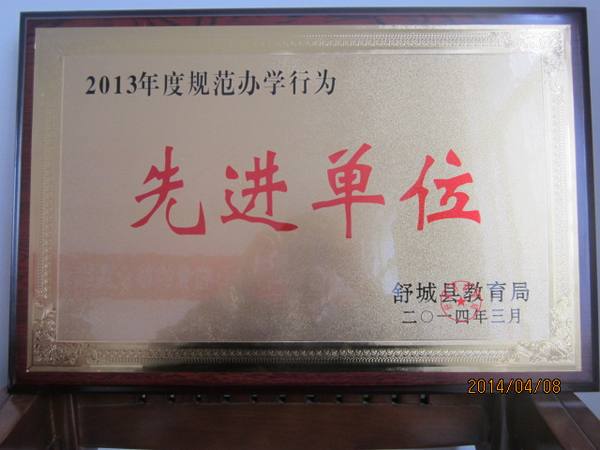 2013年度规范办学行为
先进单位
舒城县教育局
二〇一四年三月
2014/04/08